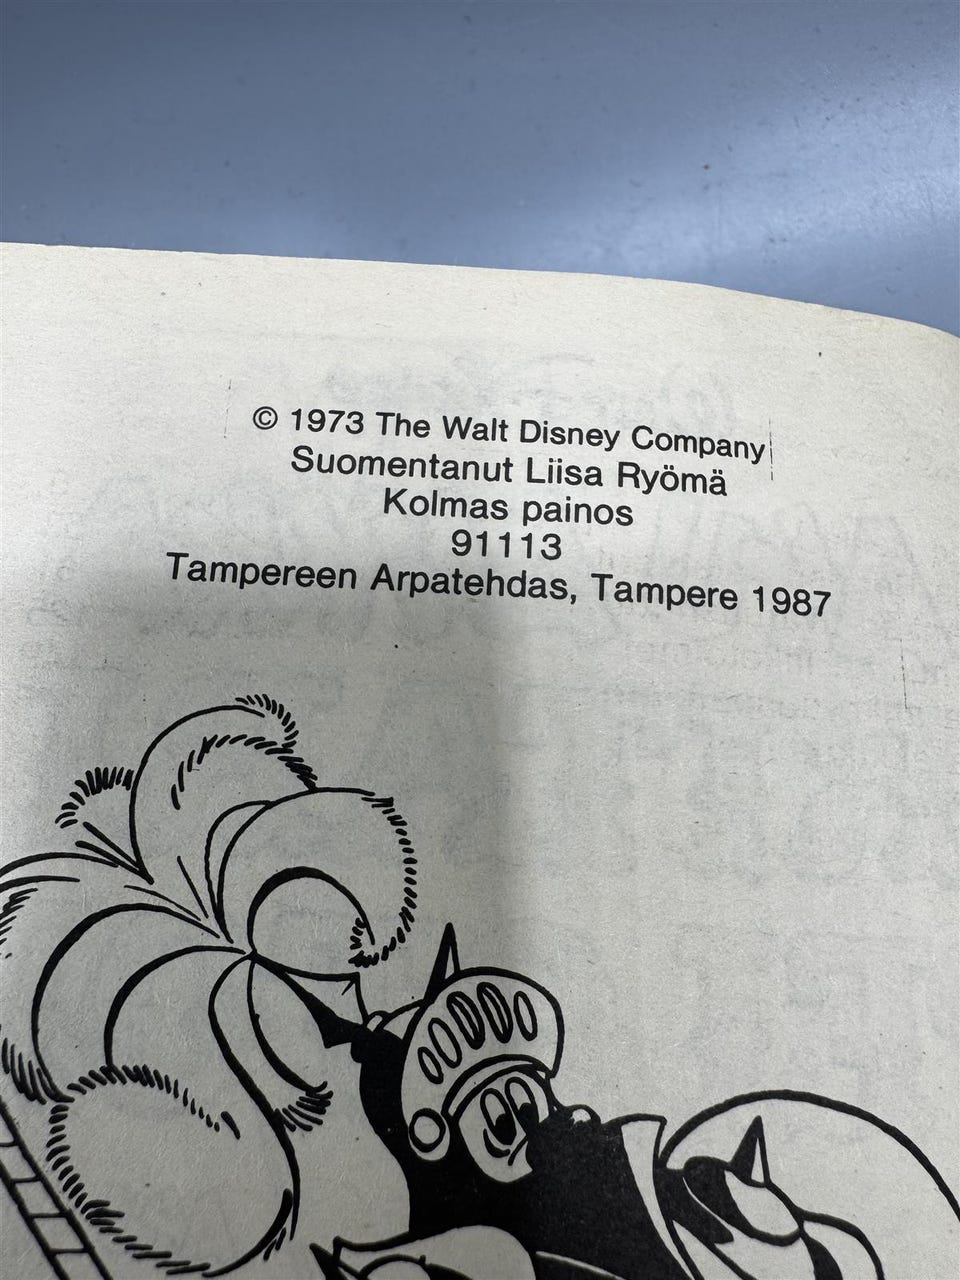 © 1973 The Walt Disney Company
Suomentanut Liisa Ryömä
Kolmas painos
91113
Tampereen Arpatehdas, Tampere 1987